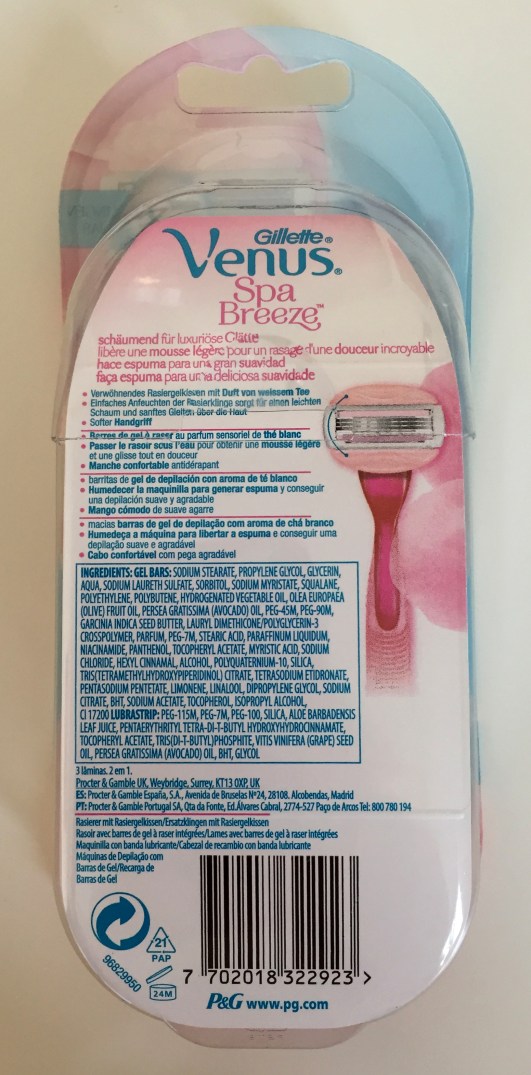 Gillette®
Venus®
Spa
Breeze™
schäumend für luxuriöse Glätte
libère une mousse légère pour un rasage d'une douceur incroyable
hace espuma para una gran suavidad
faça espuma para uma deliciosa suavidade
• Verwöhnendes Rasiergelkissen mit Duft von weissem Tee
• Einfaches Anfeuchten der Rasierklinge sorgt für einen leichten
Schaum und sanftes Gleiten über die Haut
• Softer Handgriff
• Barres de gel à raser au parfum sensoriel de thé blanc
• Passer le rasoir sous l'eau pour obtenir une mousse légère
et une glisse tout en douceur
• Manche confortable antidérapant
• barritas de gel de depilación con aroma de té blanco
• Humedecer la maquinilla para generar espuma y conseguir
una depilación suave y agradable
• Mango cómodo de suave agarre
• macias barras de gel de depilação com aroma de chá branco
• Humedeça a máquina para libertar a espuma e conseguir uma
depilação suave e agradável
• Cabo confortável com pega agradável
INGREDIENTS: GEL BARS: SODIUM STEARATE, PROPYLENE GLYCOL, GLYCERIN,
AQUA, SODIUM LAURETH SULFATE, SORBITOL, SODIUM MYRISTATE, SQUALANE,
POLYETHYLENE, POLYBUTENE, HYDROGENATED VEGETABLE OIL, OLEA EUROPAEA
(OLIVE) FRUIT OIL, PERSEA GRATISSIMA (AVOCADO) OIL, PEG-45M, PEG-90M,
GARCINIA INDICA SEED BUTTER, LAURYL DIMETHICONE/POLYGLYCERIN-3
CROSSPOLYMER, PARFUM, PEG-7M, STEARIC ACID, PARAFFINUM LIQUIDUM,
NIACINAMIDE, PANTHENOL, TOCOPHERYL ACETATE, MYRISTIC ACID, SODIUM
CHLORIDE, HEXYL CINNAMAL, ALCOHOL, POLYQUATERNIUM-10, SILICA,
TRIS(TETRAMETHYLHYDROXYPIPERIDINOL) CITRATE, TETRASODIUM ETIDRONATE,
PENTASODIUM PENTETATE, LIMONENE, LINALOOL, DIPROPYLENE GLYCOL, SODIUM
CITRATE, BHT, SODIUM ACETATE, TOCOPHEROL, ISOPROPYL ALCOHOL,
CI 17200 LUBRASTRIP: PEG-115M, PEG-7M, PEG-100, SILICA, ALOE BARBADENSIS
LEAF JUICE, PENTAERYTHRITYL TETRA-DI-T-BUTYL HYDROXYHYDROCINNAMATE,
TOCOPHERYL ACETATE, TRIS(DI-T-BUTYL)PHOSPHITE, VITIS VINIFERA (GRAPE) SEED
OIL, PERSEA GRATISSIMA (AVOCADO) OIL, BHT, GLYCOL
3 láminas. 2 em 1.
Procter & Gamble UK, Weybridge, Surrey, KT13 0XP, UK
ES: Procter & Gamble España, S.A., Avenida de Bruselas Nº24, 28108. Alcobendas, Madrid
PT: Procter & Gamble Portugal SA, Qta da Fonte, Ed.Álvares Cabral, 2774-527 Paço de Arcos Tel: 800 780 194
Rasierer mit Rasiergelkissen/Ersatzklingen mit Rasiergelkissen
Rasoir avec barres de gel à raser intégrées/Lames avec barres de gel à raser intégrées
Maquinilla con banda lubricante/Cabezal de recambio con banda lubricante
Máquinas de Depilação com
Barras de Gel/Recarga de
Barras de Gel
21
PAP
96829950
24M
7 702018 322923 >
P&G www.pg.com